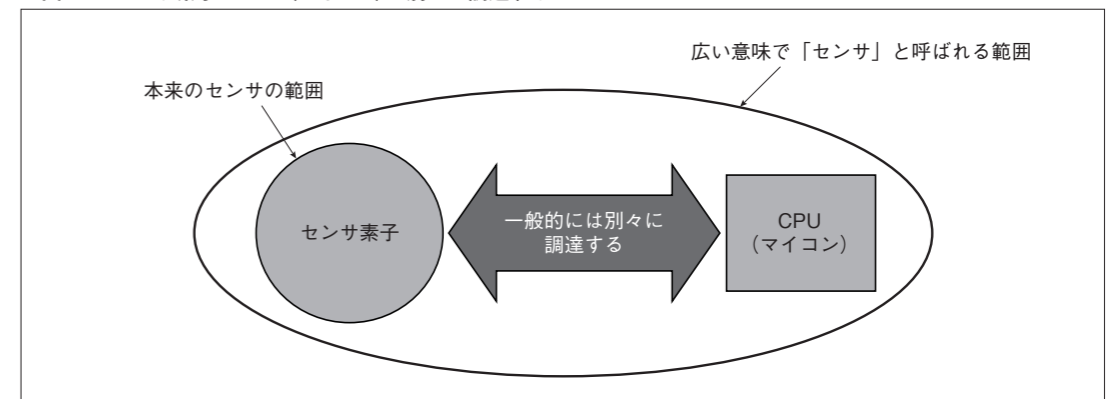 広い意味で「センサ」と呼ばれる範囲
本来のセンサの範囲
センサ素子
一般的には別々に
調達する
CPU
（マイコン）